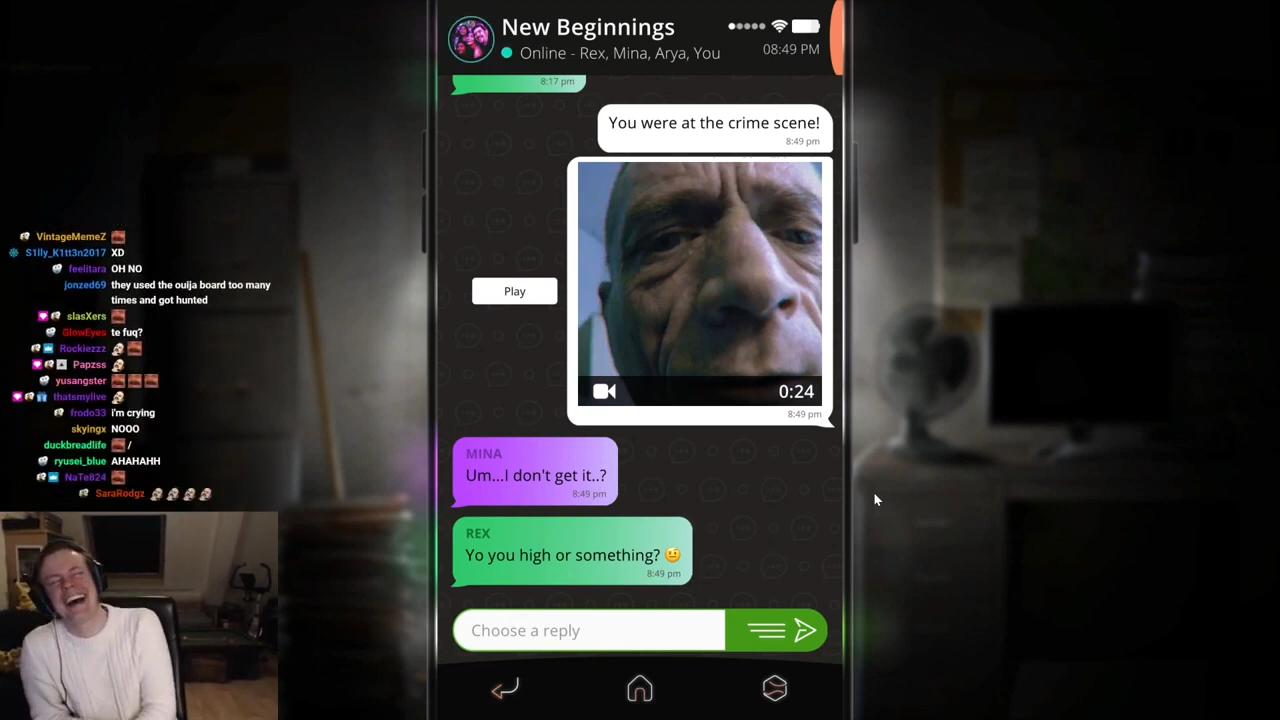 New Beginnings
Online - Rex, Mina, Arya, You
08:49 PM
8:17 pm
You were at the crime scene!
8:49 pm
Play
0:24
8:49 pm
MINA
Um...I don't get it..?
8:49 pm
REX
Yo you high or something? 🤨
8:49 pm
Choose a reply
VintageMemeZ
S1lly_K1tt3n2017 XD
feelitara OH NO
jonzed69 they used the ouija board too many
times and got hunted
slasXers
GlowEyes te fuq?
Rockiezzz
Papzss
yusangster
thatsmylive
frodo33 i'm crying
skyingx NOOO
duckbreadlife /
ryusei_blue AHAHAHH
NaTe824
SaraRodgz